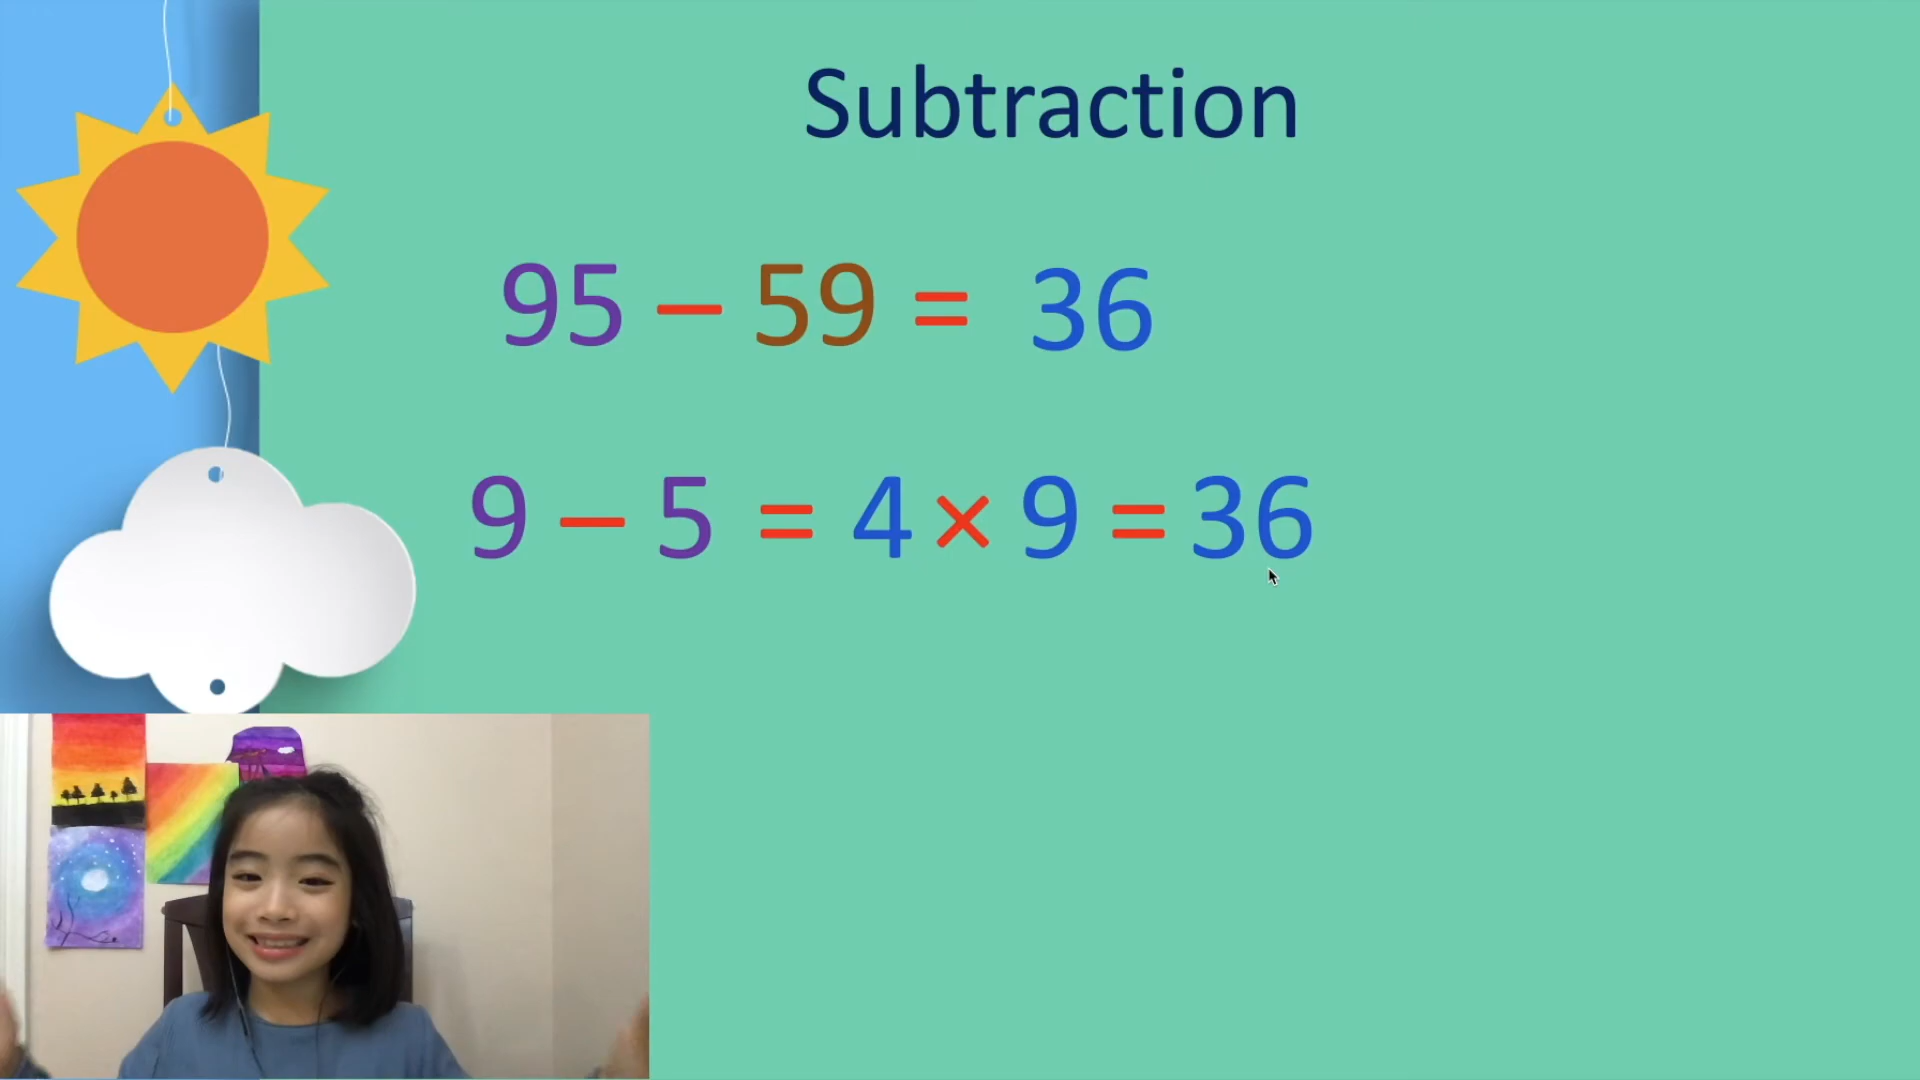 Subtraction
95 – 59 = 36
9 – 5 = 4 × 9 = 36